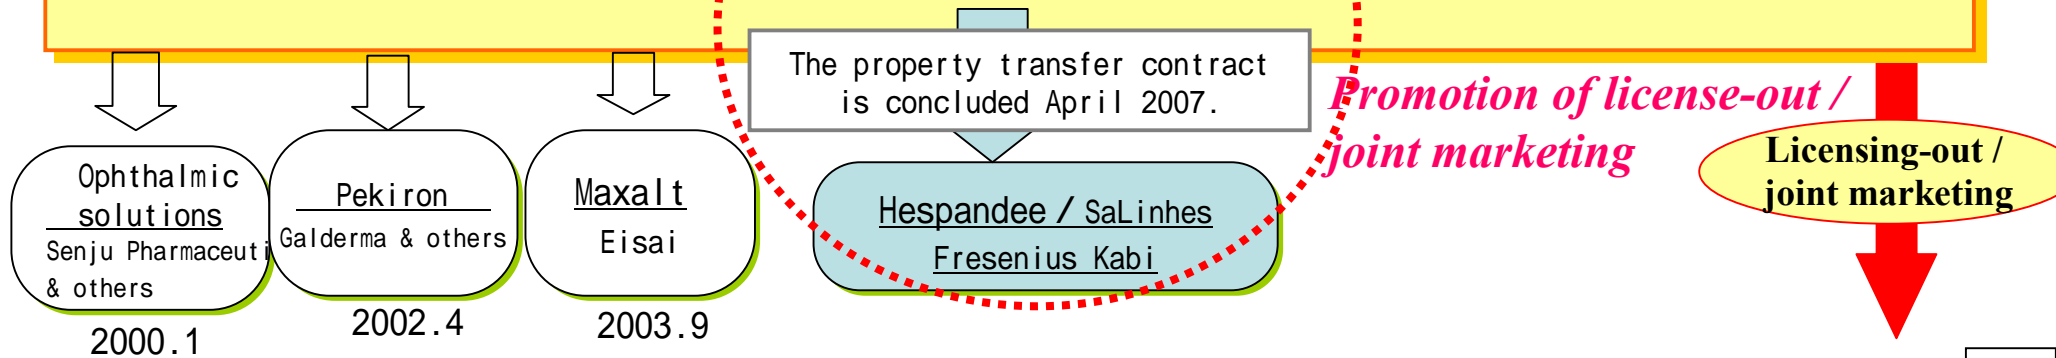 The property transfer contract
is concluded April 2007.
Promotion of license-out /
joint marketing
Licensing-out /
joint marketing
Ophthalmic
solutions
Senju Pharmaceuti
& others
2000.1
Pekiron
Galderma & others
2002.4
Maxalt
Eisai
2003.9
Hespandee / SaLinhes
Fresenius Kabi